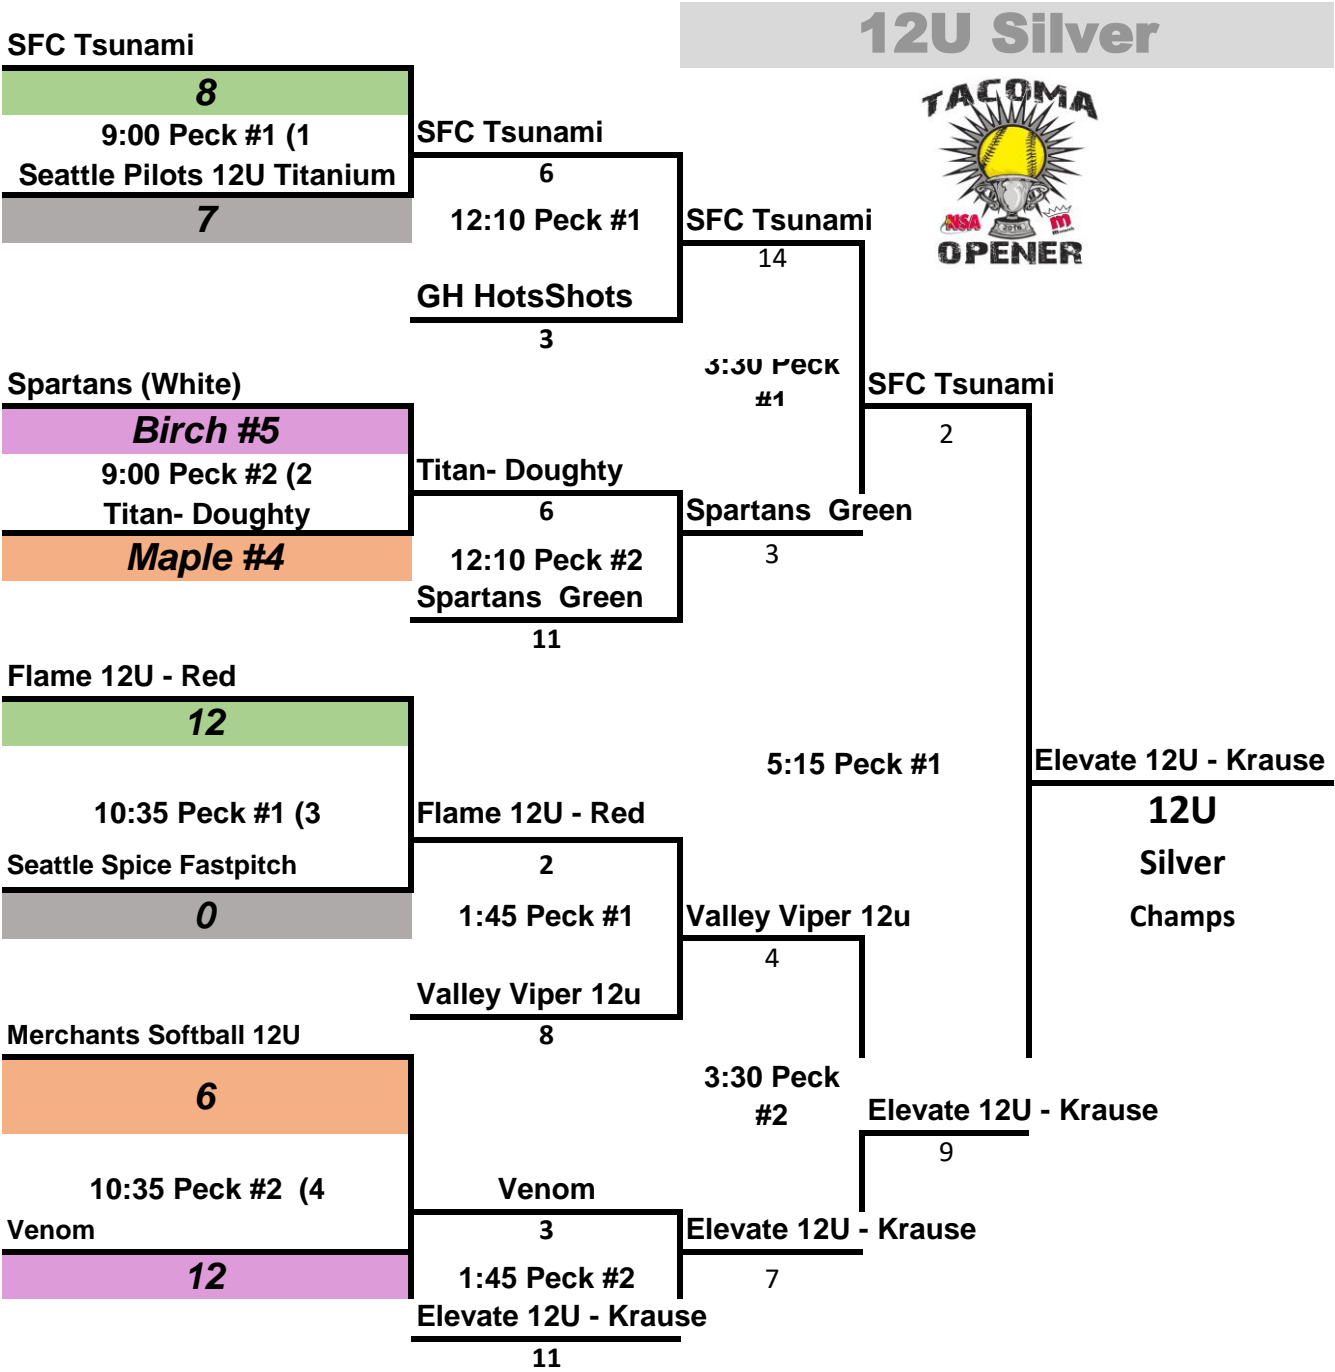 12U Silver
TACOMA
NSA
2016
m
OPENER
SFC Tsunami
8
9:00 Peck #1 (1
Seattle Pilots 12U Titanium
7
SFC Tsunami
6
12:10 Peck #1
GH HotsShots
3
SFC Tsunami
14
3:30 Peck
#1
Spartans (White)
Birch #5
9:00 Peck #2 (2
Titan- Doughty
Maple #4
Titan- Doughty
6
12:10 Peck #2
Spartans  Green
11
Spartans  Green
3
SFC Tsunami
2
Flame 12U - Red
12
10:35 Peck #1 (3
Seattle Spice Fastpitch
0
Flame 12U - Red
2
1:45 Peck #1
Valley Viper 12u
8
Valley Viper 12u
4
5:15 Peck #1
Elevate 12U - Krause
12U
Silver
Champs
Merchants Softball 12U
6
10:35 Peck #2  (4
Venom
12
Venom
3
1:45 Peck #2
Elevate 12U - Krause
11
3:30 Peck
#2
Elevate 12U - Krause
7
Elevate 12U - Krause
9